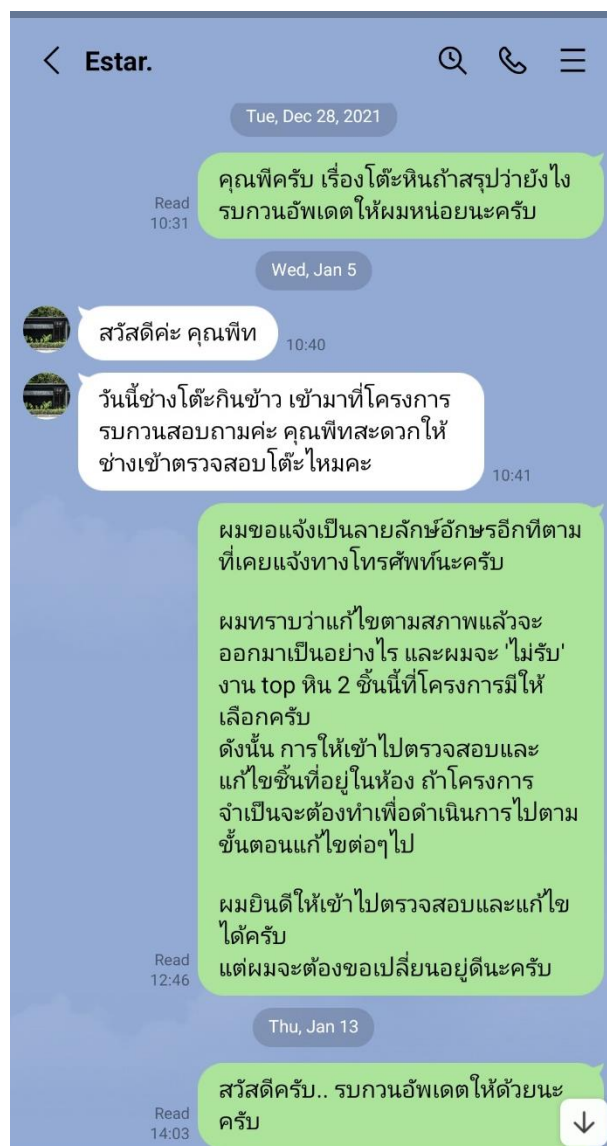 Estar.
Tue, Dec 28, 2021
คุณพีครับ เรื่องโต๊ะหินถ้าสรุปว่ายังไง
รบกวนอัพเดตให้ผมหน่อยนะครับ
Read
10:31
Wed, Jan 5
สวัสดีค่ะ คุณพีท
10:40
วันนี้ช่างโต๊ะกินข้าว เข้ามาที่โครงการ
รบกวนสอบถามค่ะ คุณพีทสะดวกให้
ช่างเข้าตรวจสอบโต๊ะไหมคะ
10:41
ผมขอแจ้งเป็นลายลักษ์อักษรอีกทีตาม
ที่เคยแจ้งทางโทรศัพท์นะครับ
ผมทราบว่าแก้ไขตามสภาพแล้วจะ
ออกมาเป็นอย่างไร และผมจะ 'ไม่รับ'
งาน top หิน 2 ชิ้นนี้ที่โครงการมีให้
เลือกครับ
ดังนั้น การให้เข้าไปตรวจสอบและ
แก้ไขชิ้นที่อยู่ในห้อง ถ้าโครงการ
จำเป็นจะต้องทำเพื่อดำเนินการไปตาม
ขั้นตอนแก้ไขต่อๆไป
ผมยินดีให้เข้าไปตรวจสอบและแก้ไข
ได้ครับ
แต่ผมจะต้องขอเปลี่ยนอยู่ดีนะครับ
Read
12:46
Thu, Jan 13
สวัสดีครับ.. รบกวนอัพเดตให้ด้วยนะ
ครับ
Read
14:03